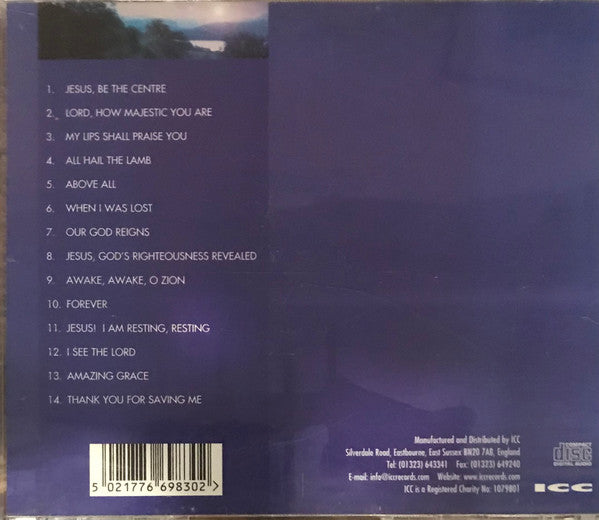 1. JESUS, BE THE CENTRE
2. LORD, HOW MAJESTIC YOU ARE
3. MY LIPS SHALL PRAISE YOU
4. ALL HAIL THE LAMB
5. ABOVE ALL
6. WHEN I WAS LOST
7. OUR GOD REIGNS
8. JESUS, GOD'S RIGHTEOUSNESS REVEALED
9. AWAKE, AWAKE, O ZION
10. FOREVER
11. JESUS! I AM RESTING, RESTING
12. I SEE THE LORD
13. AMAZING GRACE
14. THANK YOU FOR SAVING ME
5 021776 698302 >
Manufactured and Distributed by ICC
Silverdale Road, Eastbourne, East Sussex BN20 7AB, England
Tel: (01323) 643341 Fax: (01323) 649240
E-mail: info@iccrecords.com Website: www.iccrecords.com
ICC is a Registered Charity No: 1079801
COMPACT
disc
DIGITAL AUDIO
ICC